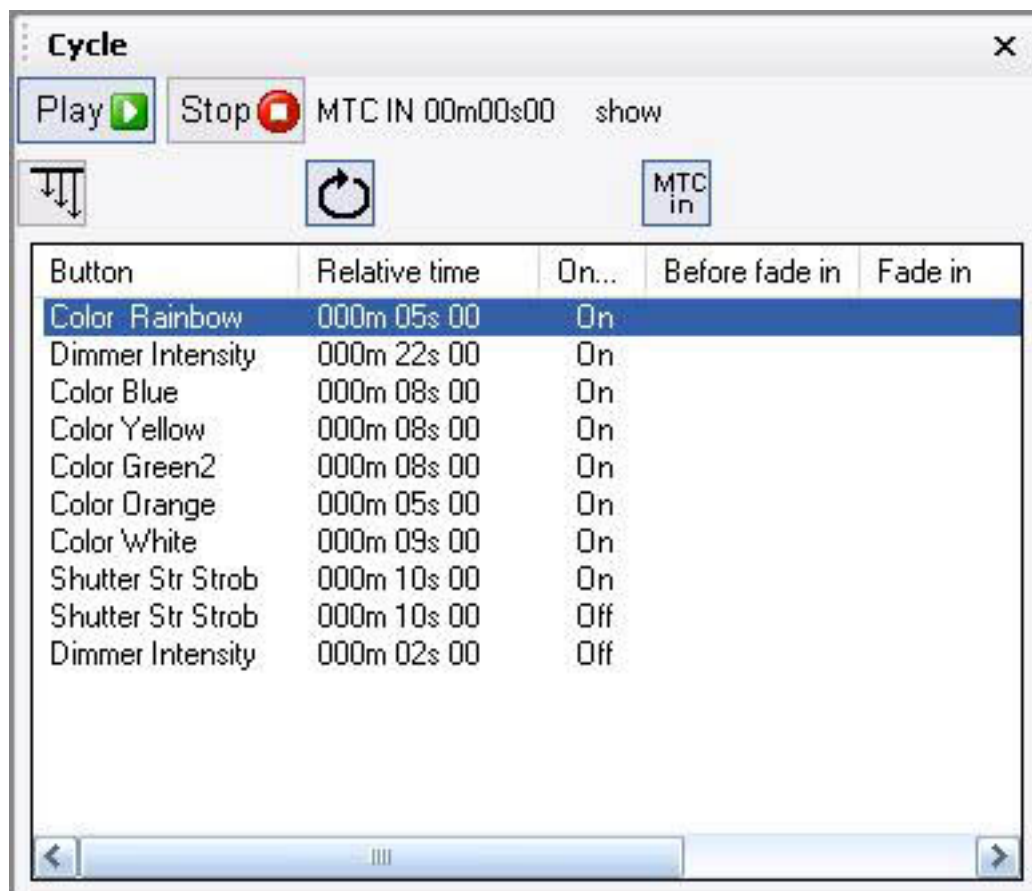 Cycle
Play Stop MTC IN 00m00s00 show
MTC in
Button Relative time On... Before fade in Fade in
Color Rainbow 000m 05s 00 On
Dimmer Intensity 000m 22s 00 On
Color Blue 000m 08s 00 On
Color Yellow 000m 08s 00 On
Color Green2 000m 08s 00 On
Color Orange 000m 05s 00 On
Color White 000m 09s 00 On
Shutter Str Strob 000m 10s 00 On
Shutter Str Strob 000m 10s 00 Off
Dimmer Intensity 000m 02s 00 Off